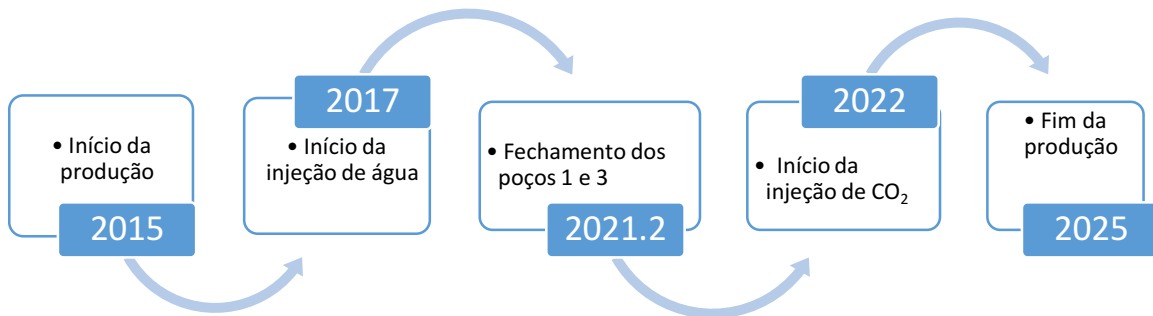 • Início da
produção
2015
2017
• Início da
injeção de água
• Fechamento dos
poços 1 e 3
2021.2
2022
• Início da
injeção de CO₂
• Fim da
produção
2025